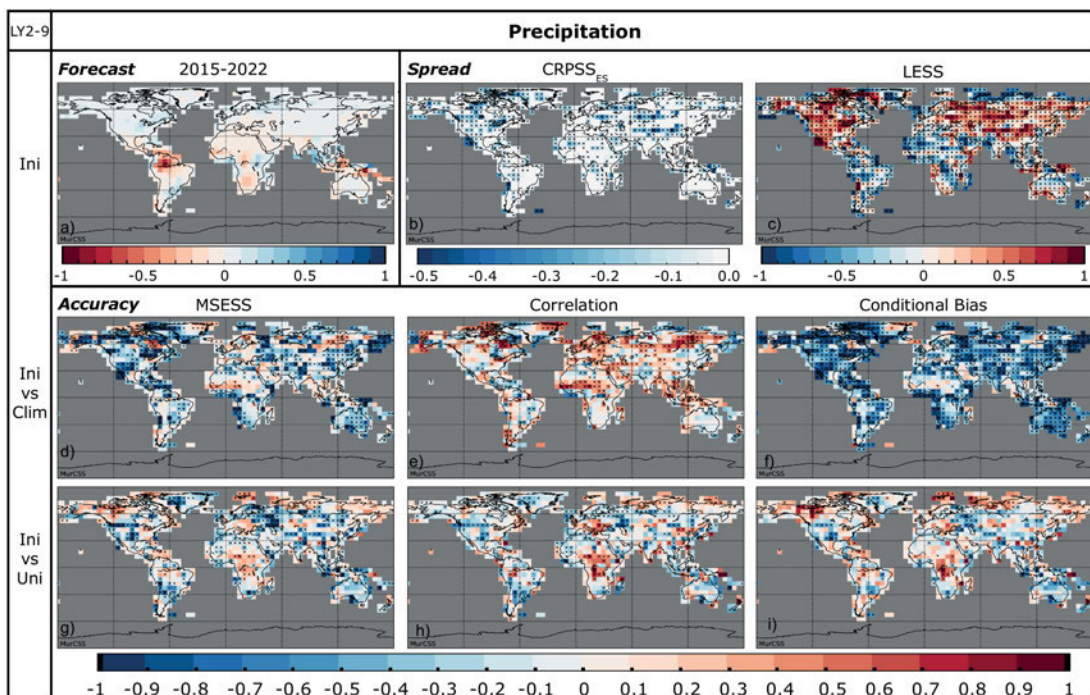 LY2-9
Precipitation
Forecast 2015-2022
Spread CRPSS_ES
LESS
Ini
a)
MurCSS
b)
MurCSS
c)
MurCSS
-1 -0.5 0 0.5 1
-0.5 -0.4 -0.3 -0.2 -0.1 0.0
-1 -0.5 0 0.5 1
Accuracy MSESS
Correlation
Conditional Bias
Ini
vs
Clim
d)
MurCSS
e)
MurCSS
f)
MurCSS
Ini
vs
Uni
g)
MurCSS
h)
MurCSS
i)
MurCSS
-1 -0.9 -0.8 -0.7 -0.6 -0.5 -0.4 -0.3 -0.2 -0.1 0 0.1 0.2 0.3 0.4 0.5 0.6 0.7 0.8 0.9 1